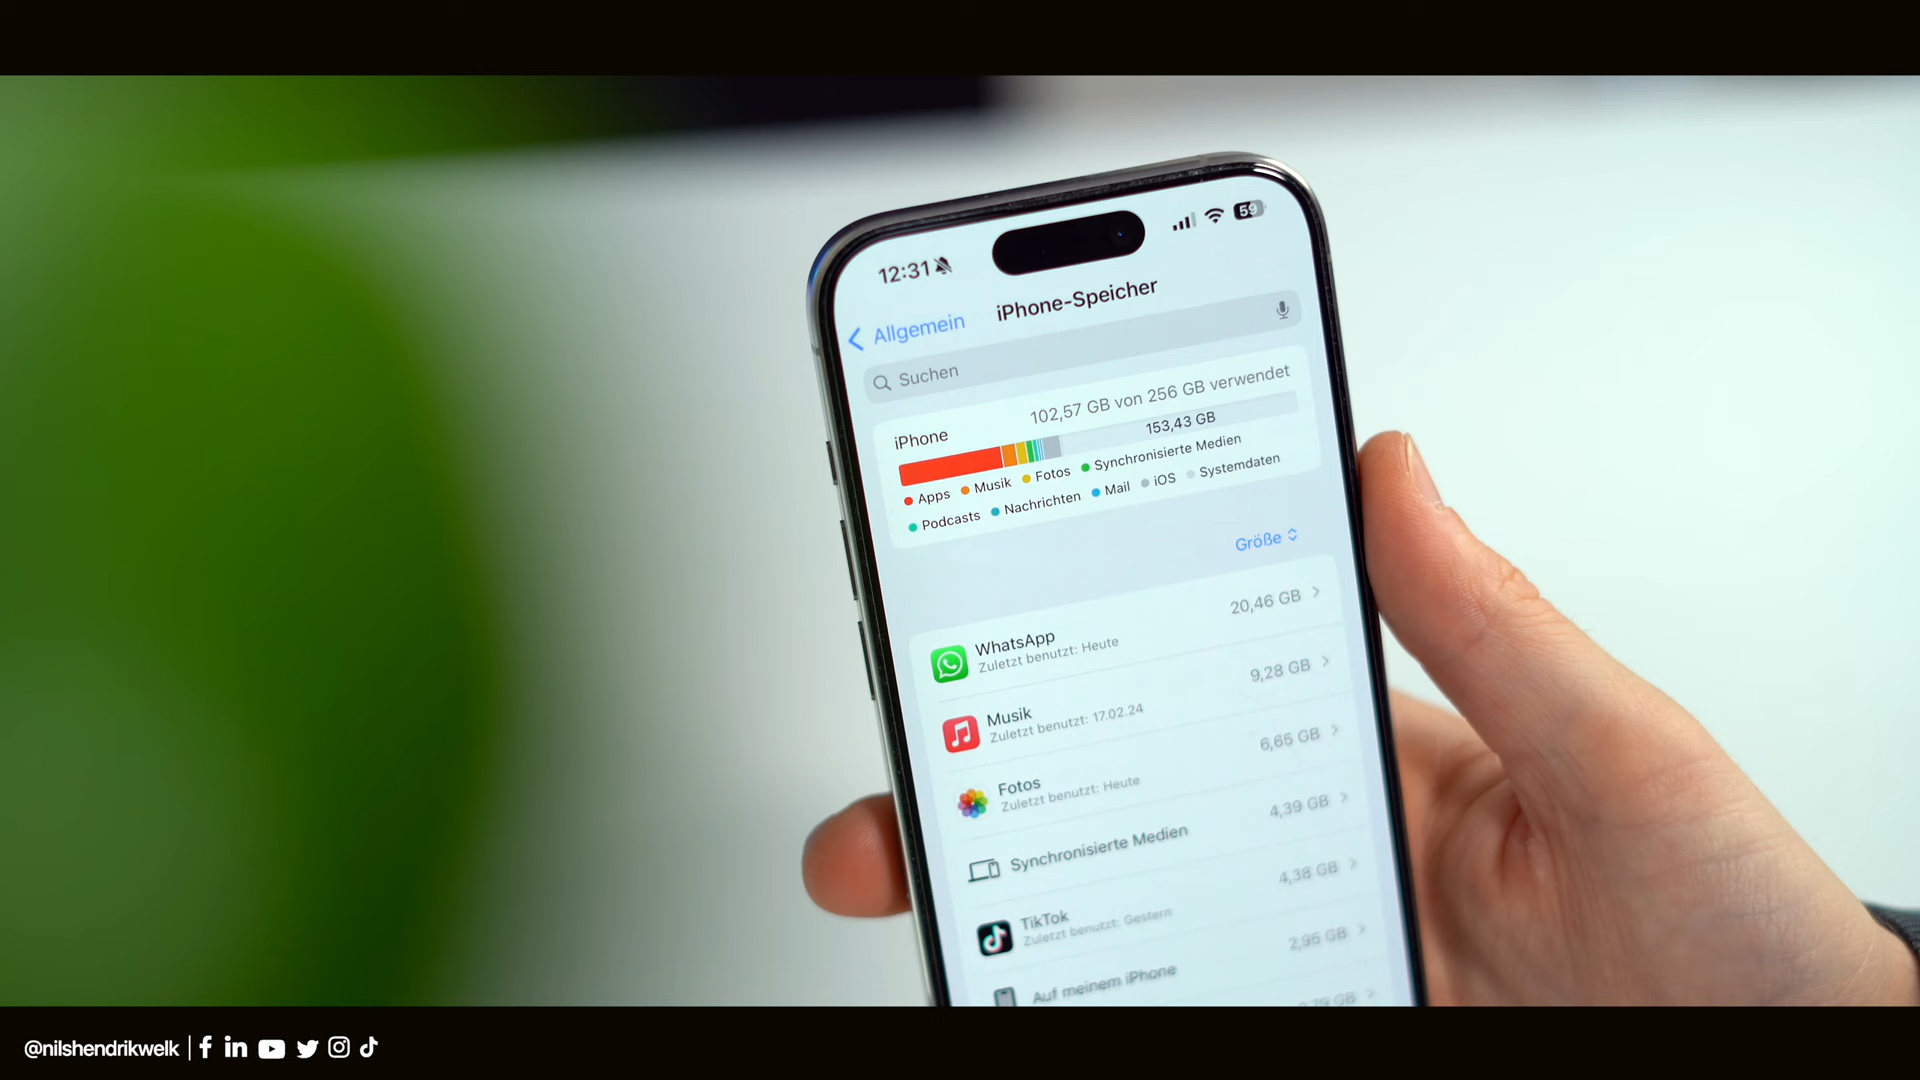 12:31
59
Allgemein
iPhone-Speicher
Suchen
iPhone
102,57 GB von 256 GB verwendet
153,43 GB
Apps Musik Fotos Synchronisierte Medien
Podcasts Nachrichten Mail iOS Systemdaten
Größe
WhatsApp
Zuletzt benutzt: Heute
20,46 GB
Musik
Zuletzt benutzt: 17.02.24
9,28 GB
Fotos
Zuletzt benutzt: Heute
6,65 GB
Synchronisierte Medien
4,39 GB
TikTok
Zuletzt benutzt: Gestern
4,38 GB
Auf meinem iPhone
2,95 GB
@nilshendrikwelk